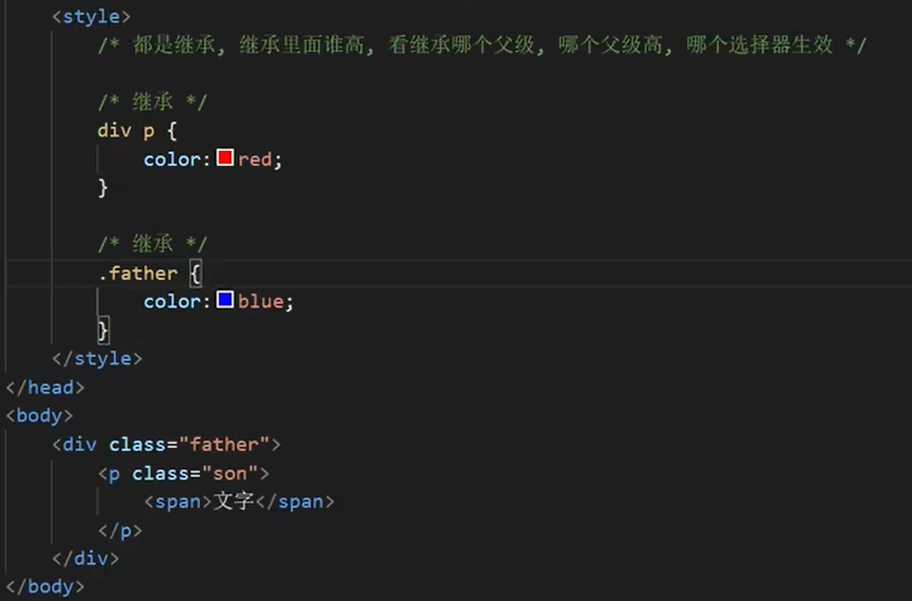 <style>
/* 都是继承, 继承里面谁高, 看继承哪个父级, 哪个父级高, 哪个选择器生效 */
/* 继承 */
div p {
color: red;
}
/* 继承 */
.father {
color: blue;
}
</style>
</head>
<body>
<div class="father">
<p class="son">
<span>文字</span>
</p>
</div>
</body>